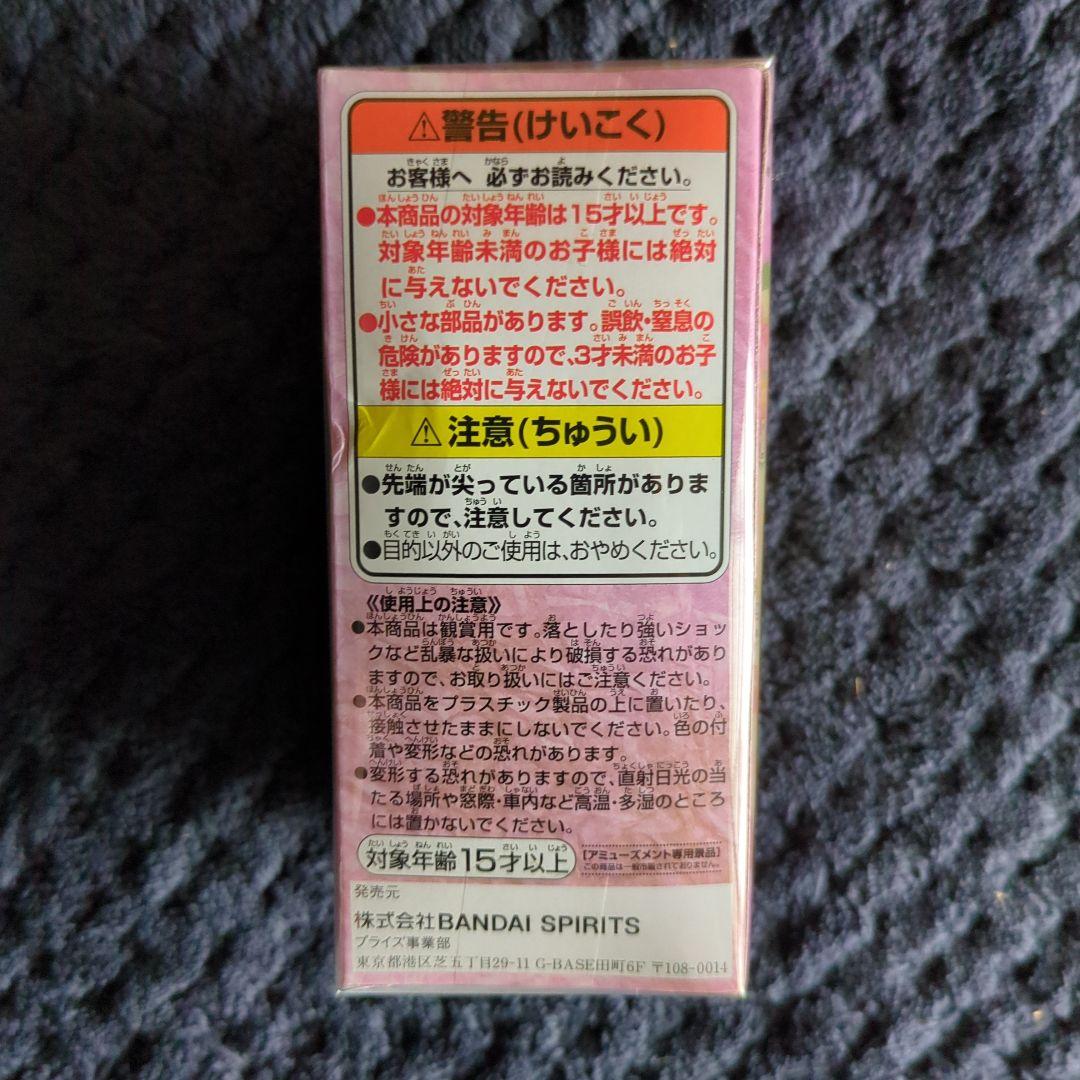 ⚠警告(けいこく)
お客様へ 必ずお読みください。
●本商品の対象年齢は15才以上です。
対象年齢未満のお子様には絶対
に与えないでください。
●小さな部品があります。誤飲・窒息の
危険がありますので、3才未満のお子
様には絶対に与えないでください。
⚠注意(ちゅうい)
●先端が尖っている箇所がありま
すので、注意してください。
●目的以外のご使用は、おやめください。
《使用上の注意》
●本商品は観賞用です。落としたり強いショッ
クなど乱暴な扱いにより破損する恐れがあり
ますので、お取り扱いにはご注意ください。
●本商品をプラスチック製品の上に置いたり、
接触させたままにしないでください。色の付
着や変形などの恐れがあります。
●変形する恐れがありますので、直射日光の当
たる場所や窓際・車内など高温・多湿のところ
には置かないでください。
対象年齢15才以上
[アミューズメント専用景品]
この商品は一般市販されておりません。
発売元
株式会社BANDAI SPIRITS
プライズ事業部
東京都港区芝五丁目29-11 G-BASE田町6F 〒108-0014